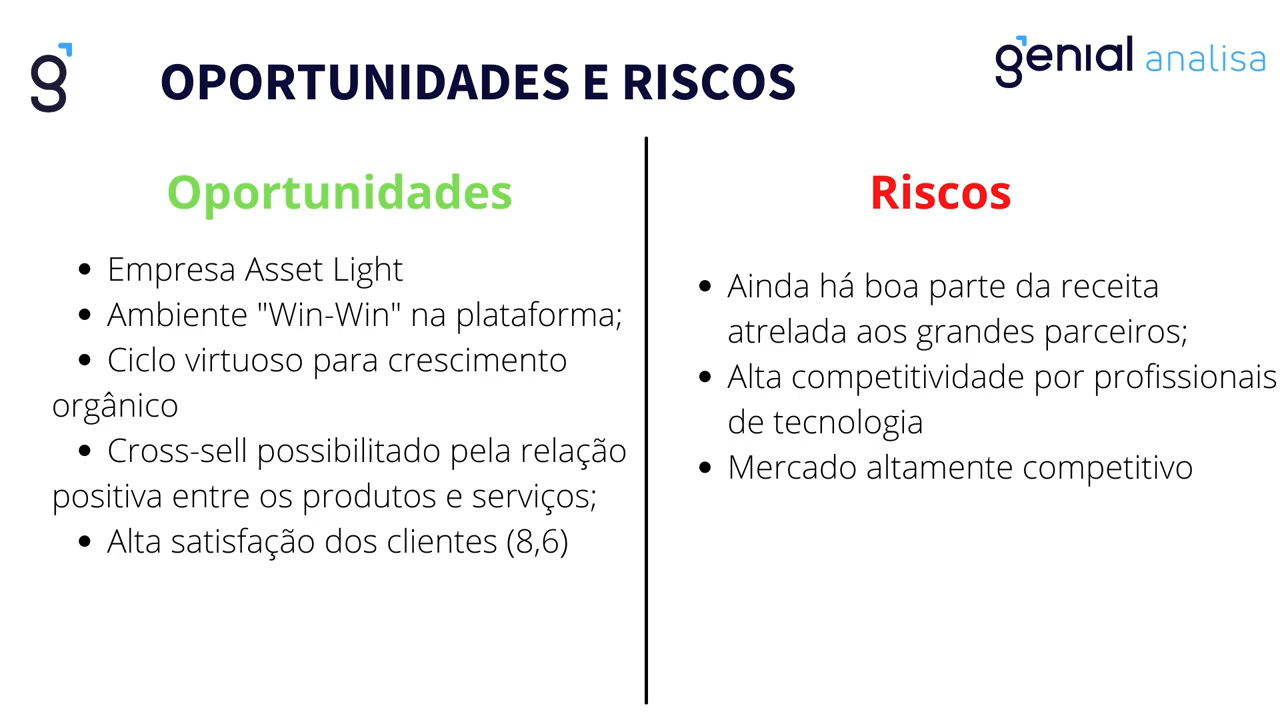 g
OPORTUNIDADES E RISCOS
genial analisa
Oportunidades
• Empresa Asset Light
• Ambiente "Win-Win" na plataforma;
• Ciclo virtuoso para crescimento
orgânico
• Cross-sell possibilitado pela relação
positiva entre os produtos e serviços;
• Alta satisfação dos clientes (8,6)
Riscos
• Ainda há boa parte da receita
atrelada aos grandes parceiros;
• Alta competitividade por profissionais
de tecnologia
• Mercado altamente competitivo